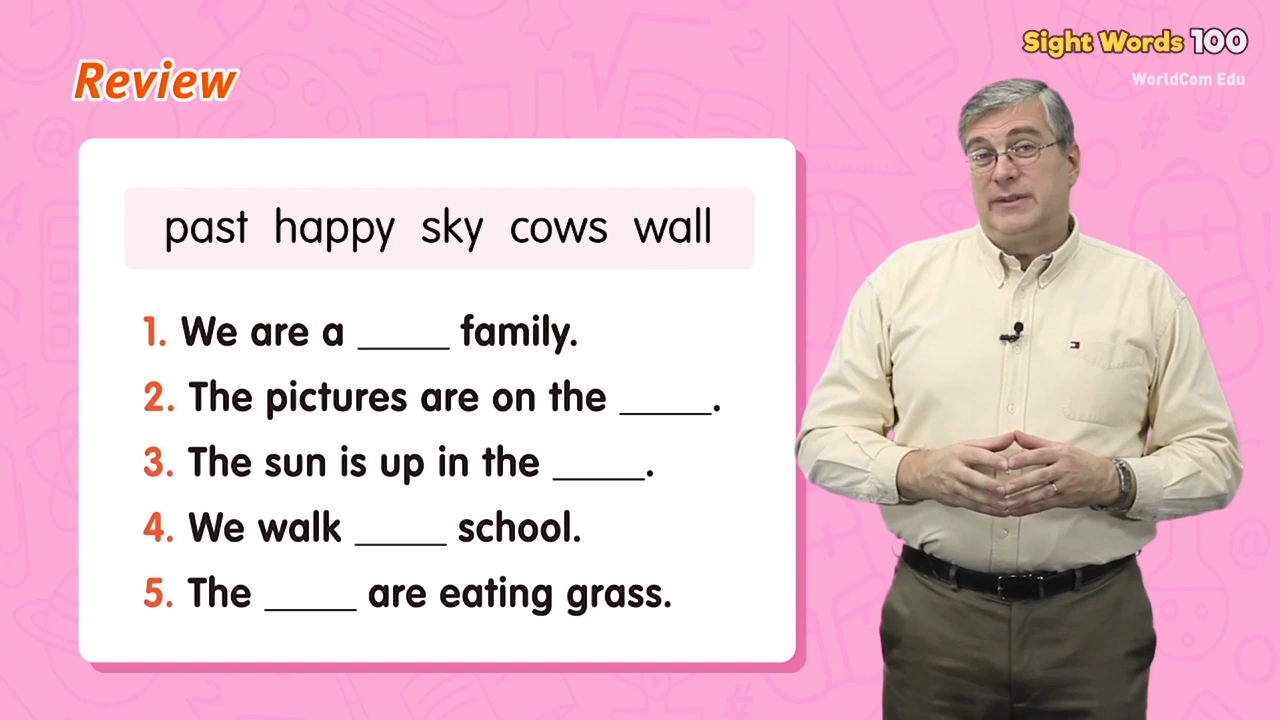 Sight Words 100
WorldCom Edu
Review
past happy sky cows wall
1. We are a _____ family.
2. The pictures are on the _____.
3. The sun is up in the _____.
4. We walk _____ school.
5. The _____ are eating grass.